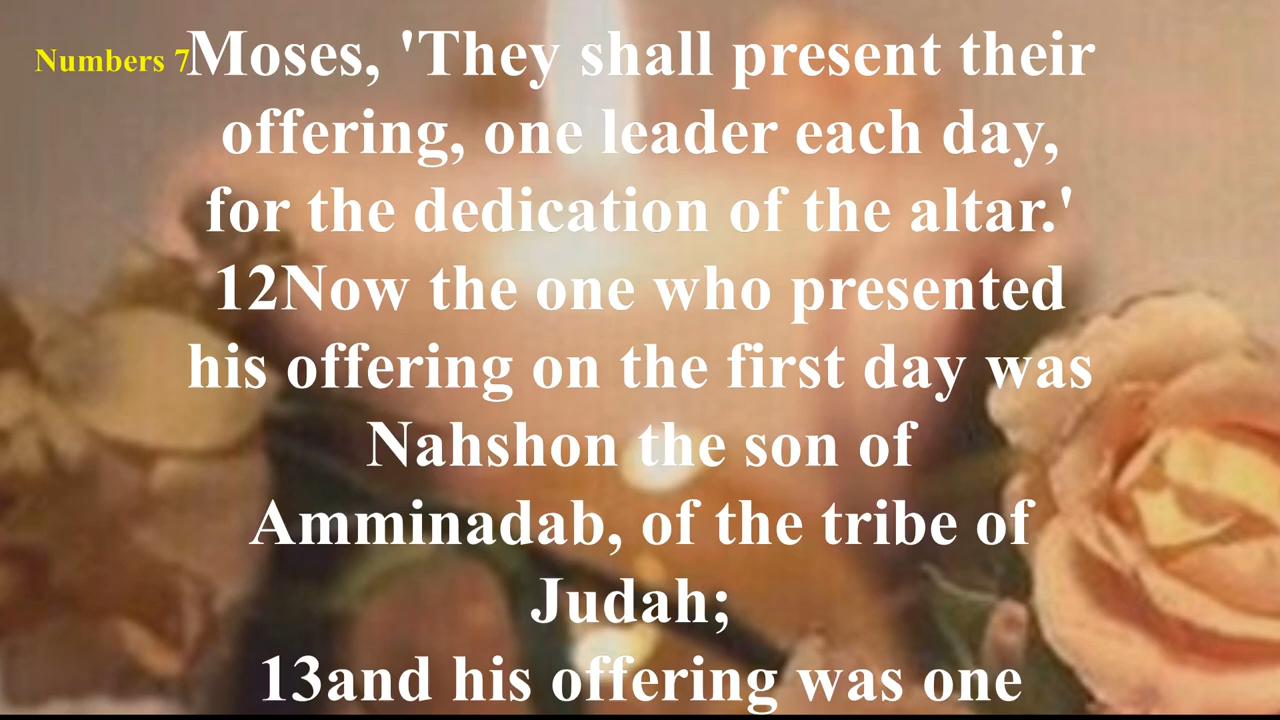 Numbers 7
Moses, 'They shall present their
offering, one leader each day,
for the dedication of the altar.'
12Now the one who presented
his offering on the first day was
Nahshon the son of
Amminadab, of the tribe of
Judah;
13and his offering was one